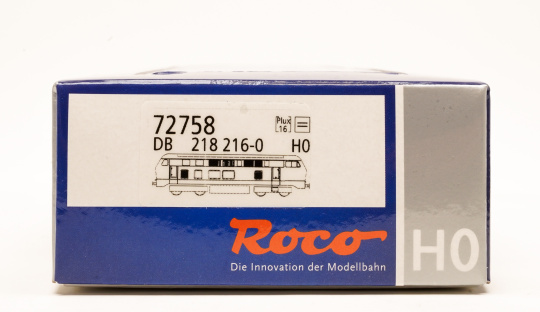 72758
Plux
16
DB 218 216-0 H0
Roco
Die Innovation der Modellbahn
H0